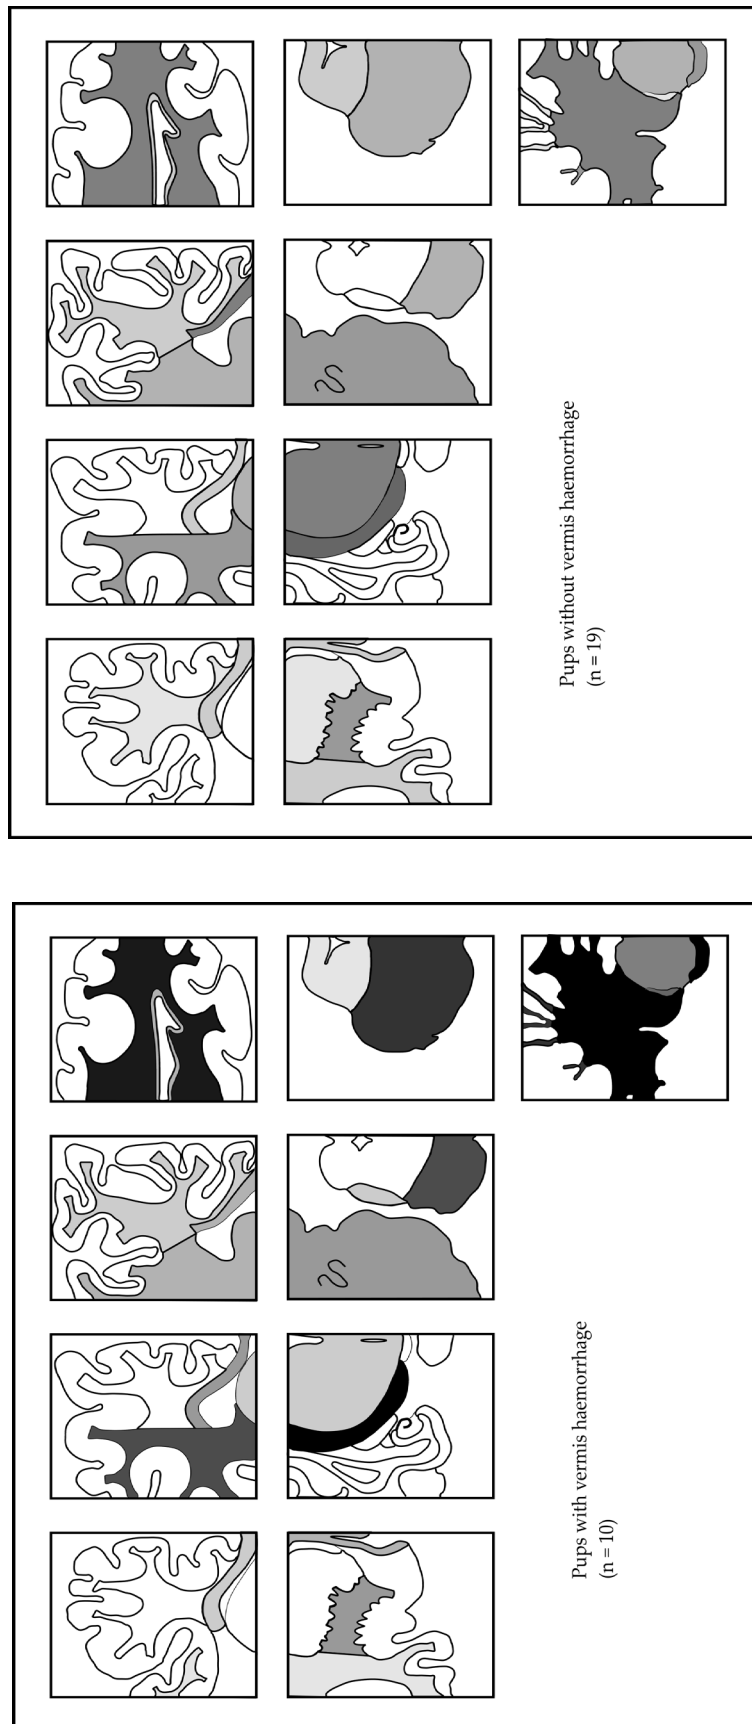 Pups without vermis haemorrhage
(n = 19)
Pups with vermis haemorrhage
(n = 10)